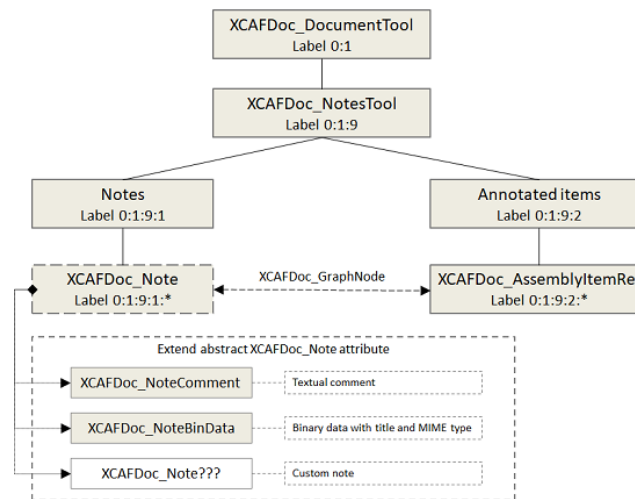 XCAFDoc_DocumentTool
Label 0:1
XCAFDoc_NotesTool
Label 0:1:9
Notes
Label 0:1:9:1
Annotated items
Label 0:1:9:2
XCAFDoc_Note
Label 0:1:9:1:*
XCAFDoc_GraphNode
XCAFDoc_AssemblyItemRe
Label 0:1:9:2:*
Extend abstract XCAFDoc_Note attribute
XCAFDoc_NoteComment
Textual comment
XCAFDoc_NoteBinData
Binary data with title and MIME type
XCAFDoc_Note???
Custom note